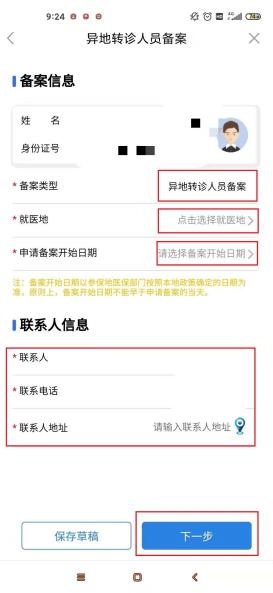 9:24
异地转诊人员备案
备案信息
姓 名
身份证号
* 备案类型 异地转诊人员备案
* 就医地 点击选择就医地
* 申请备案开始日期 请选择备案开始日期
注：备案开始日期以参保地医保部门按照本地政策确定的日期为
准。原则上，备案开始日期不能早于申请备案的当天。
联系人信息
* 联系人
* 联系电话
* 联系人地址 请输入联系人地址
保存草稿 下一步